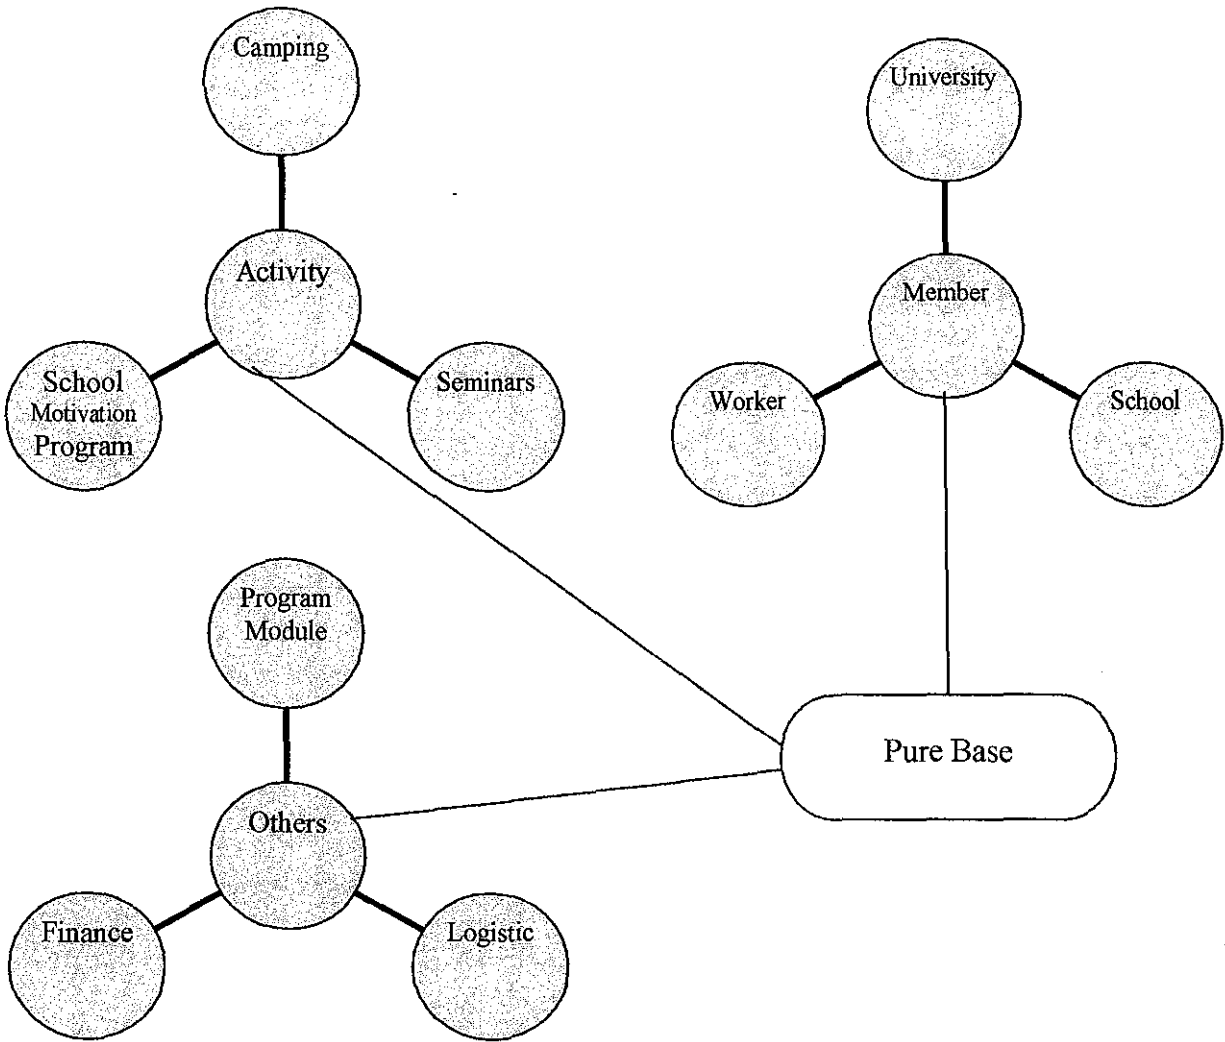 Camping
Activity
School
Motivation
Program
Seminars
University
Member
Worker
School
Program
Module
Others
Finance
Logistic
Pure Base